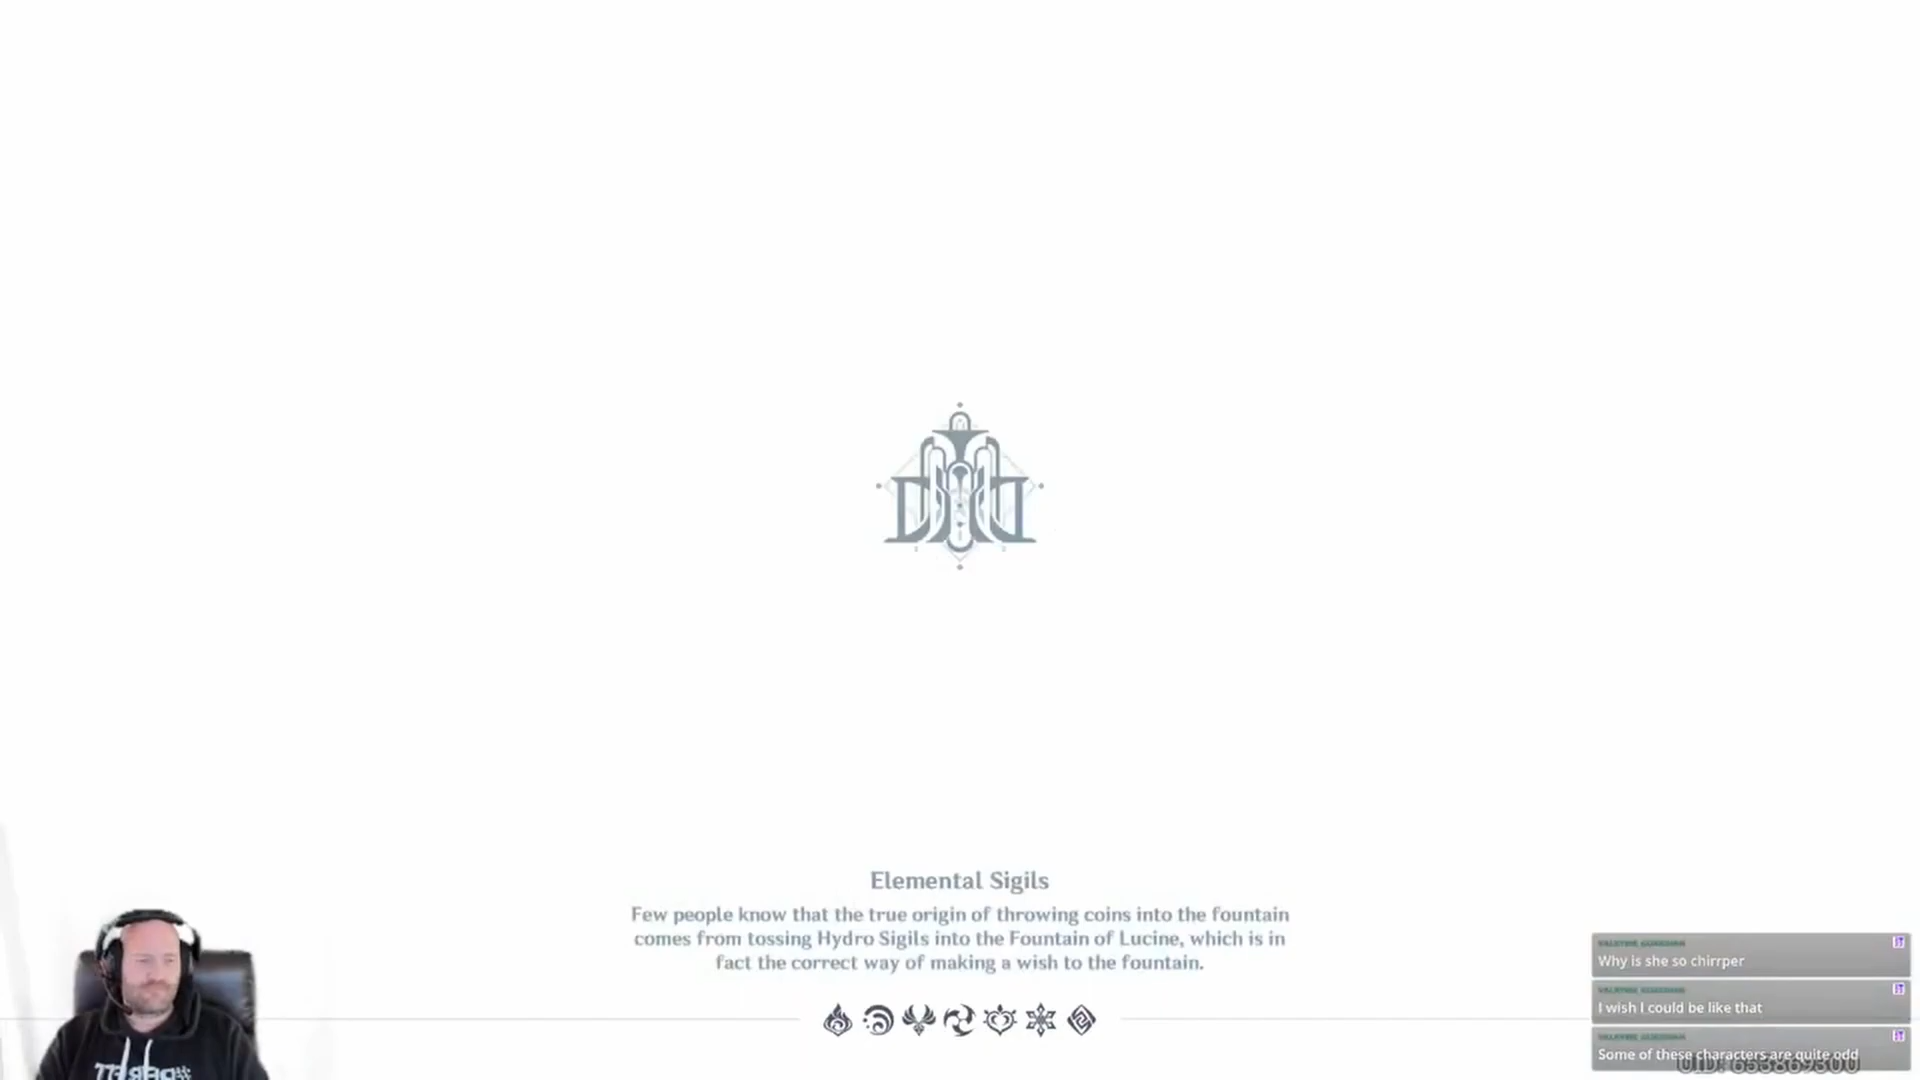 Elemental Sigils
Few people know that the true origin of throwing coins into the fountain
comes from tossing Hydro Sigils into the Fountain of Lucine, which is in
fact the correct way of making a wish to the fountain.
Why is she so chirrper
I wish I could be like that
Some of these characters are quite odd